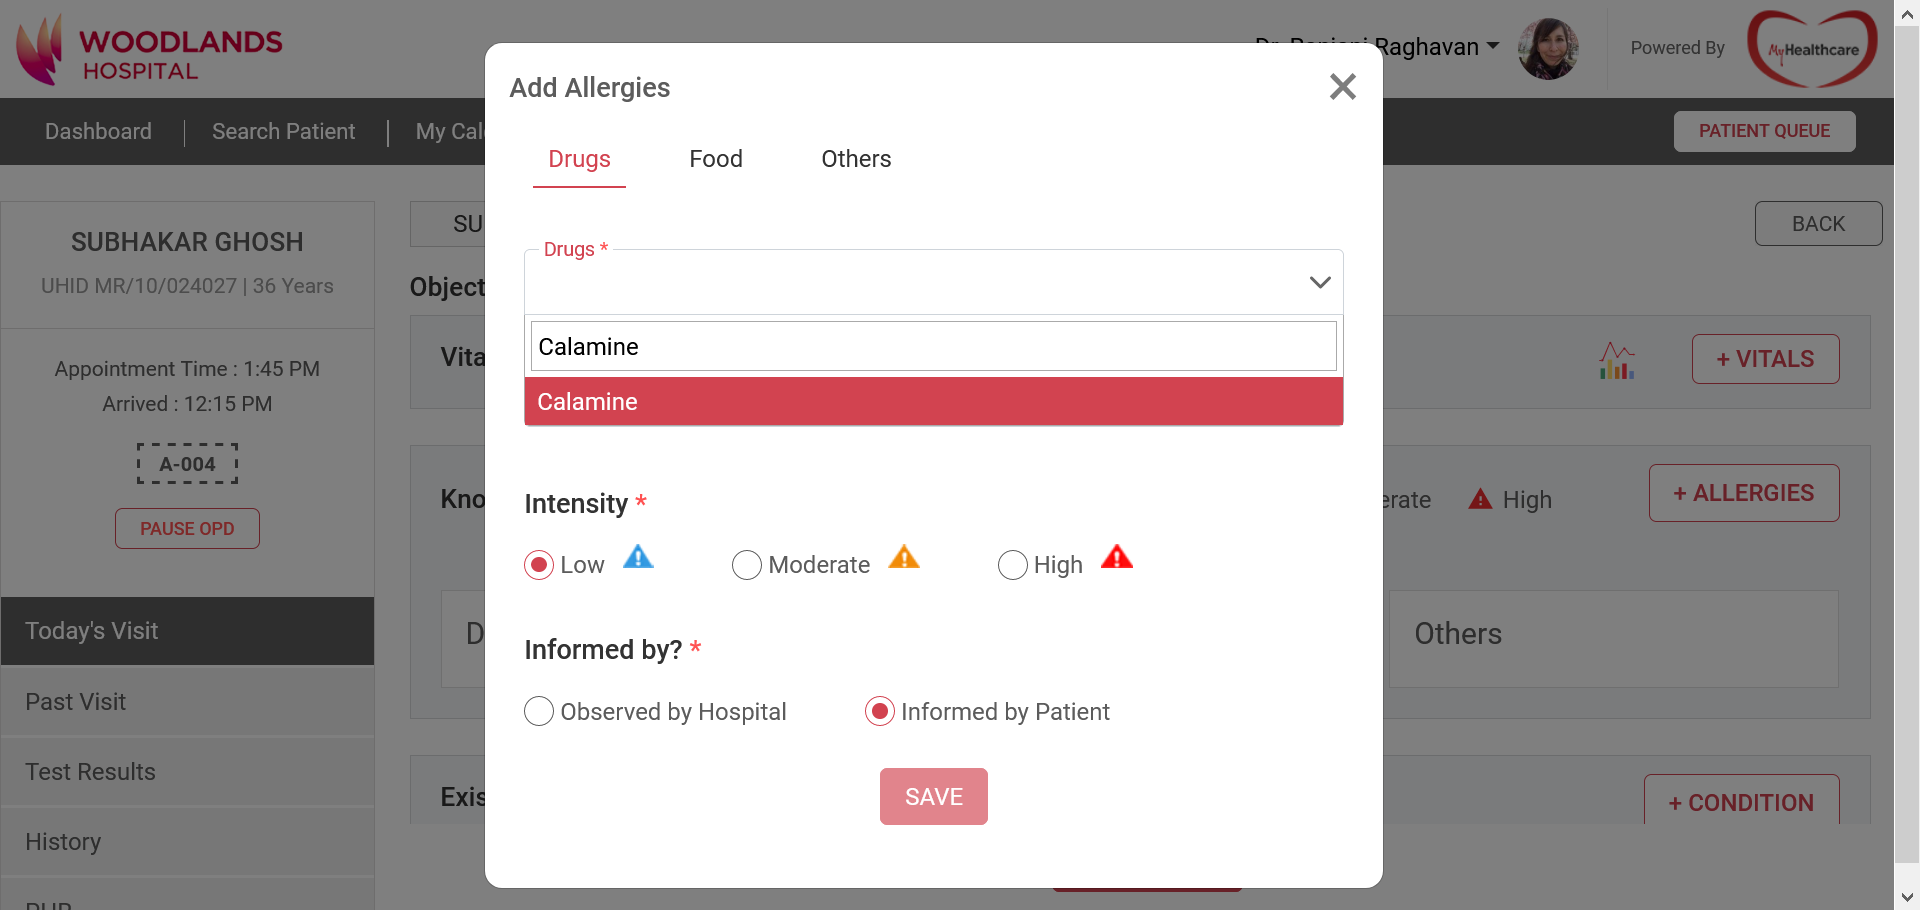 WOODLANDS
HOSPITAL
Raghavan
Powered By
MyHealthcare
Dashboard
Search Patient
My Cal
PATIENT QUEUE
SUBHAKAR GHOSH
UHID MR/10/024027 | 36 Years
Appointment Time : 1:45 PM
Arrived : 12:15 PM
A-004
PAUSE OPD
Today's Visit
Past Visit
Test Results
History
SU
BACK
Object
Vita
+ VITALS
Kno
erate
High
+ ALLERGIES
D
Others
Exis
+ CONDITION
Add Allergies
Drugs
Food
Others
Drugs *
Calamine
Calamine
Intensity *
Low
Moderate
High
Informed by? *
Observed by Hospital
Informed by Patient
SAVE